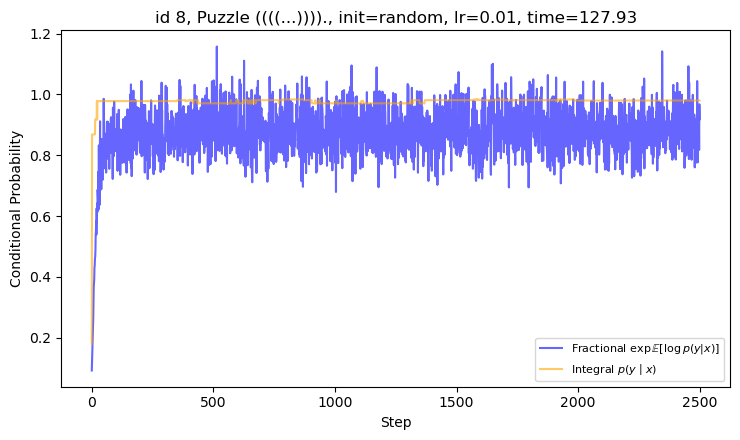 id 8, Puzzle ((((...))))., init=random, lr=0.01, time=127.93
1.2
1.0
0.8
0.6
0.4
0.2
Conditional Probability
0
500
1000
1500
2000
2500
Step
Fractional exp𝔼[log p(y|x)]
Integral p(y | x)